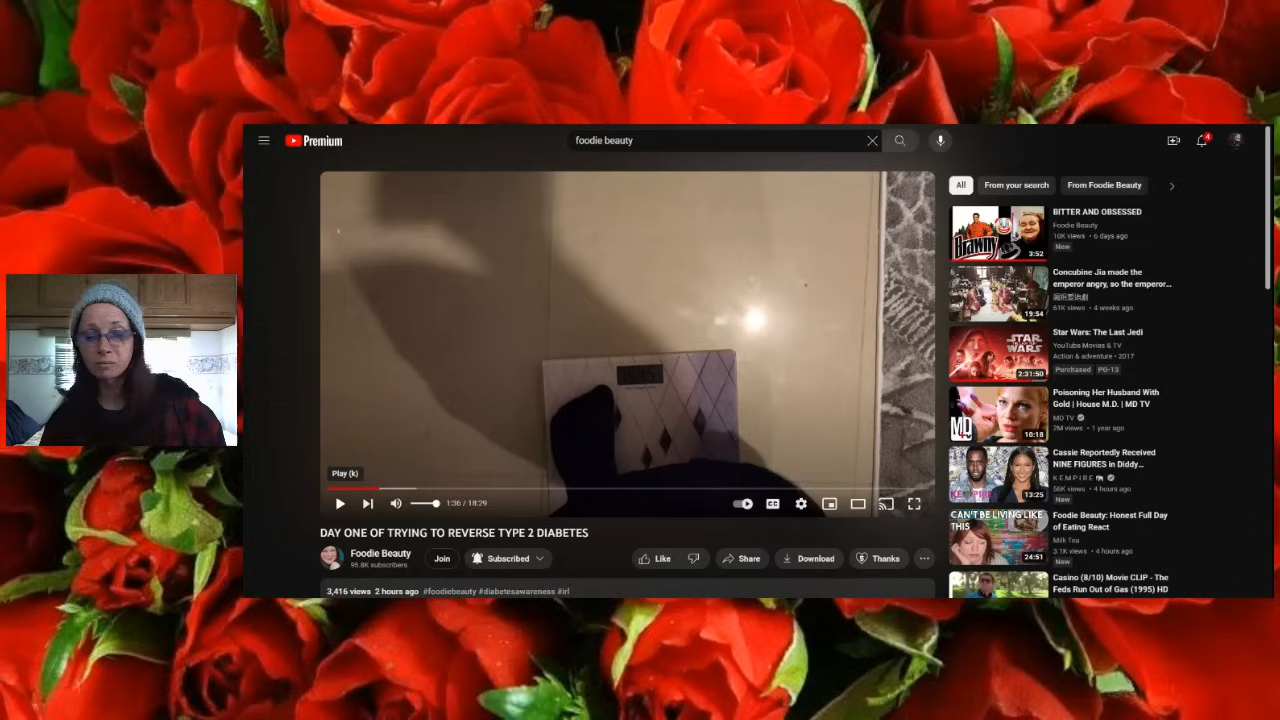 Premium
foodie beauty
4
All
From your search
From Foodie Beauty
BITTER AND OBSESSED
Foodie Beauty
10K views • 6 days ago
New
Brawny
3:52
Concubine Jia made the
emperor angry, so the emperor...
61K views • 4 weeks ago
19:54
Star Wars: The Last Jedi
YouTube Movies & TV
Action & adventure • 2017
Purchased
PG-13
STAR
WARS
2:31:50
Poisoning Her Husband With
Gold | House M.D. | MD TV
MD TV
2M views • 1 year ago
MD
10:18
Cassie Reportedly Received
NINE FIGURES in Diddy...
KEMPIRE
56K views • 4 hours ago
New
KEMPIRE
13:25
Foodie Beauty: Honest Full Day
of Eating React
Milk Tea
3.1K views • 4 hours ago
New
CAN'T BE LIVING LIKE
THIS
24:51
Casino (8/10) Movie CLIP - The
Feds Run Out of Gas (1995) HD
Play (k)
1:36 / 18:29
CC
DAY ONE OF TRYING TO REVERSE TYPE 2 DIABETES
Foodie Beauty
95.8K subscribers
Join
Subscribed
Like
Share
Download
Thanks
3,416 views 2 hours ago #foodiebeauty #diabetesawareness #irl